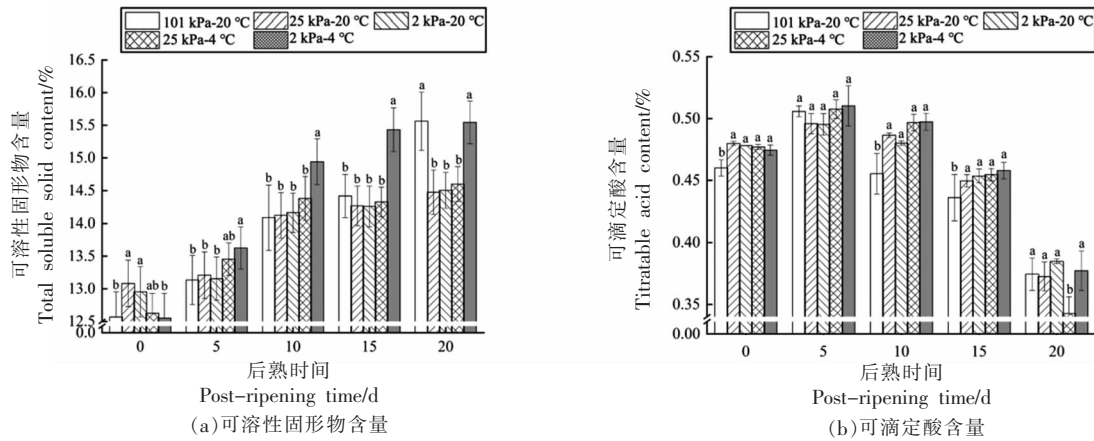 101 kPa-20 ℃ 25 kPa-20 ℃ 2 kPa-20 ℃
25 kPa-4 ℃ 2 kPa-4 ℃
可溶性固形物含量
Total soluble solid content/%
16.5
16.0
15.5
15.0
14.5
14.0
13.5
13.0
12.5
0.0
b a a ab b
b b b ab a
b b b b a
b b b b a
a b b b a
0 5 10 15 20
后熟时间
Post-ripening time/d
(a)可溶性固形物含量
101 kPa-20 ℃ 25 kPa-20 ℃ 2 kPa-20 ℃
25 kPa-4 ℃ 2 kPa-4 ℃
可滴定酸含量
Titratable acid content/%
0.55
0.50
0.45
0.40
0.35
0.00
b a a a a
a a a a a
b a a a a
b a a a a
a a a b a
0 5 10 15 20
后熟时间
Post-ripening time/d
(b)可滴定酸含量